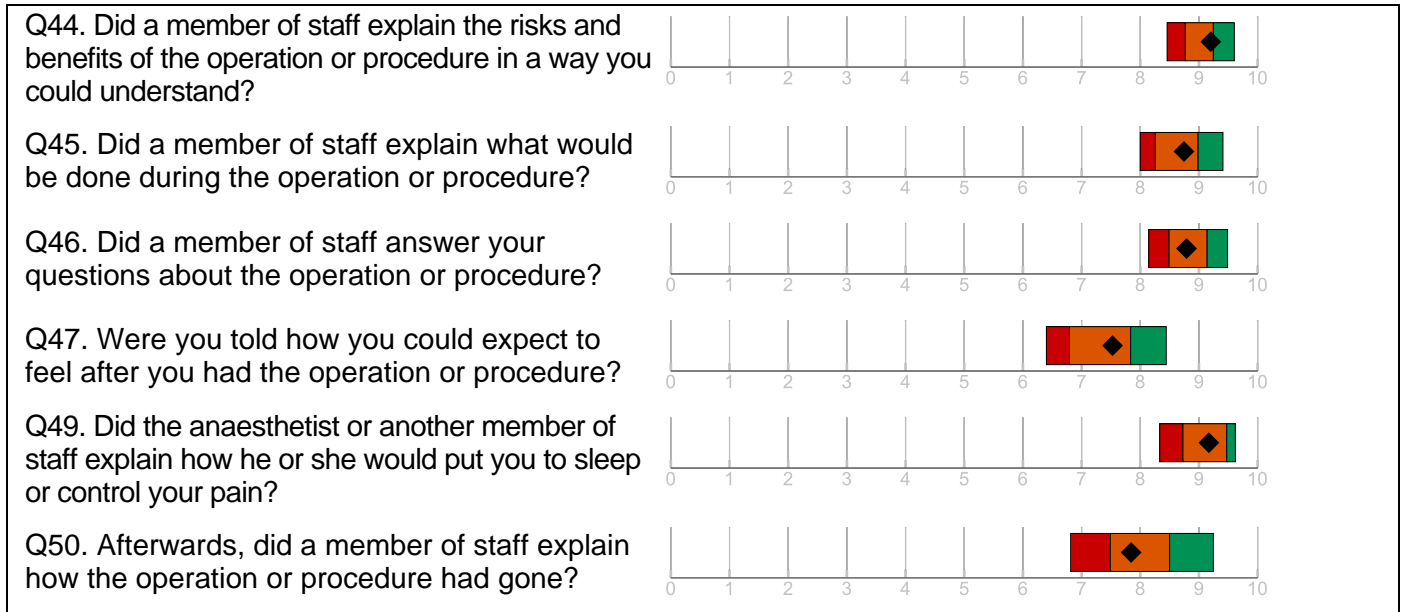 Q44. Did a member of staff explain the risks and
benefits of the operation or procedure in a way you
could understand?
0 1 2 3 4 5 6 7 8 9 10
Q45. Did a member of staff explain what would
be done during the operation or procedure?
0 1 2 3 4 5 6 7 8 9 10
Q46. Did a member of staff answer your
questions about the operation or procedure?
0 1 2 3 4 5 6 7 8 9 10
Q47. Were you told how you could expect to
feel after you had the operation or procedure?
0 1 2 3 4 5 6 7 8 9 10
Q49. Did the anaesthetist or another member of
staff explain how he or she would put you to sleep
or control your pain?
0 1 2 3 4 5 6 7 8 9 10
Q50. Afterwards, did a member of staff explain
how the operation or procedure had gone?
0 1 2 3 4 5 6 7 8 9 10